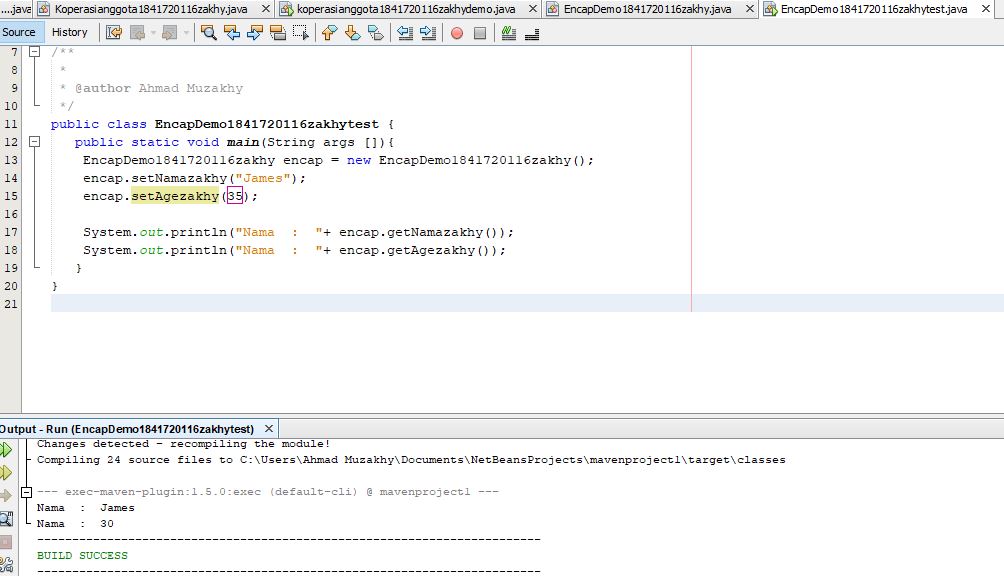 ....java Koperasianggota1841720116zakhy.java koperasianggota1841720116zakhydemo.java EncapDemo1841720116zakhy.java EncapDemo1841720116zakhytest.java
Source History
7 /**
8 *
9 * @author Ahmad Muzakhy
10 */
11 public class EncapDemo1841720116zakhytest {
12 public static void main(String args []){
13 EncapDemo1841720116zakhy encap = new EncapDemo1841720116zakhy();
14 encap.setNamazakhy("James");
15 encap.setAgezakhy(35);
16
17 System.out.println("Nama  :  "+ encap.getNamazakhy());
18 System.out.println("Nama  :  "+ encap.getAgezakhy());
19 }
20 }
21
Output - Run (EncapDemo1841720116zakhytest)
Changes detected - recompiling the module!
Compiling 24 source files to C:\Users\Ahmad Muzakhy\Documents\NetBeansProjects\mavenproject1\target\classes
--- exec-maven-plugin:1.5.0:exec (default-cli) @ mavenproject1 ---
Nama  :  James
Nama  :  30
------------------------------------------------------------------------
BUILD SUCCESS
------------------------------------------------------------------------